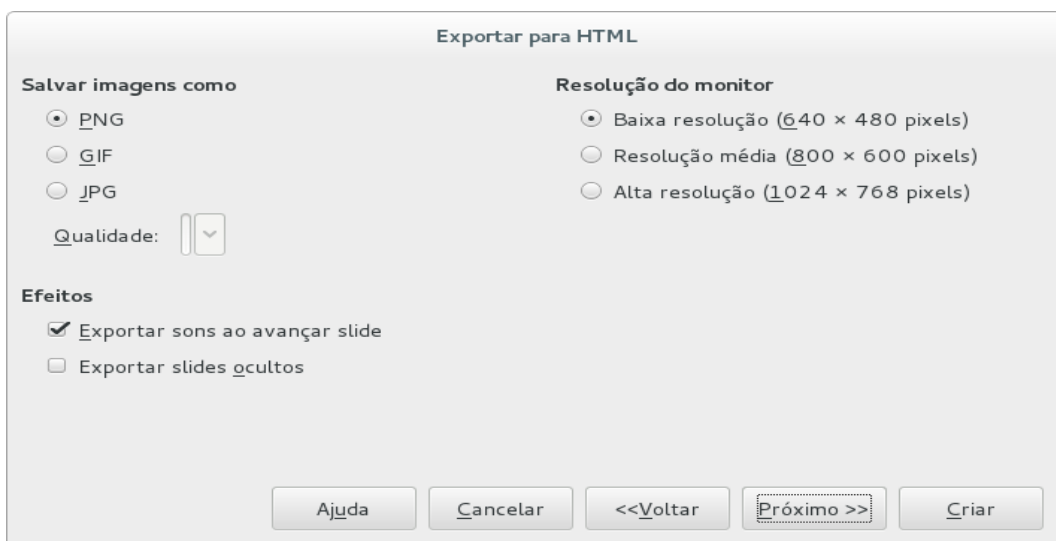 Exportar para HTML
Salvar imagens como
PNG
GIF
JPG
Qualidade:
Resolução do monitor
Baixa resolução (640 × 480 pixels)
Resolução média (800 × 600 pixels)
Alta resolução (1024 × 768 pixels)
Efeitos
Exportar sons ao avançar slide
Exportar slides ocultos
Ajuda
Cancelar
<<Voltar
Próximo >>
Criar